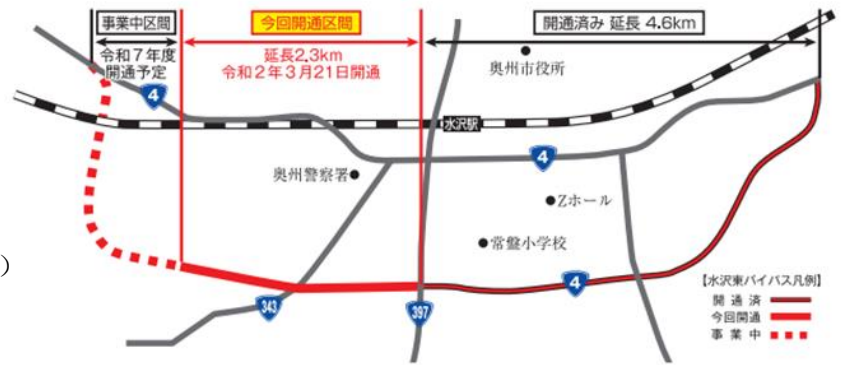 事業中区間
今回開通区間
開通済み 延長 4.6km
令和7年度
開通予定
延長2.3km
令和2年3月21日開通
奥州市役所
4
水沢駅
4
奥州警察署
Zホール
常盤小学校
)
4
343
397
【水沢東バイパス凡例】
開通済
今回開通
事業中